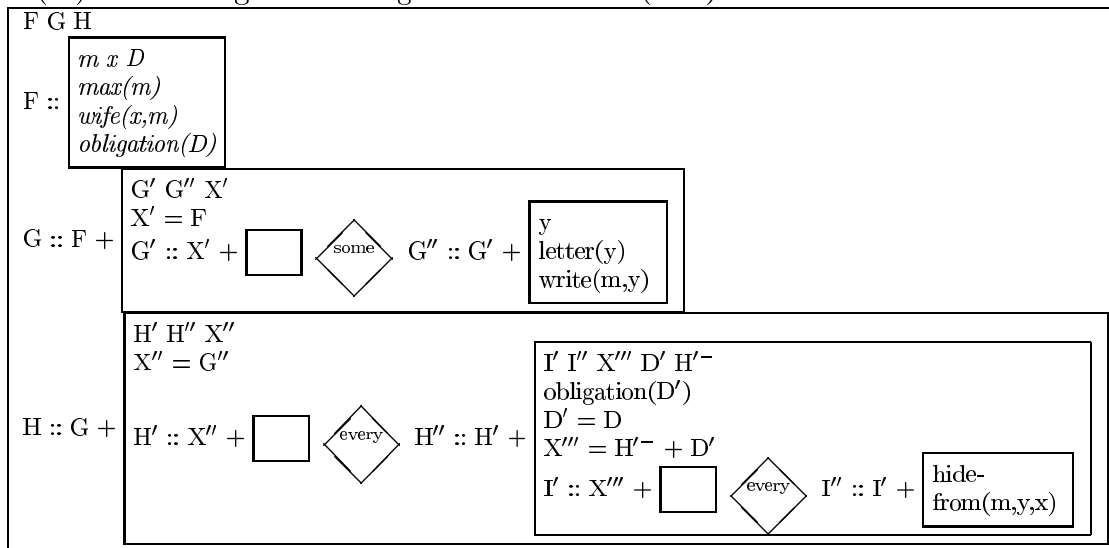 F G H
F ::
m x D
max(m)
wife(x,m)
obligation(D)
G :: F +
G′ G″ X′
X′ = F
G′ :: X′ + some G″ :: G′ +
y
letter(y)
write(m,y)
H :: G +
H′ H″ X″
X″ = G″
H′ :: X″ + every H″ :: H′ +
I′ I″ X‴ D′ H′⁻
obligation(D′)
D′ = D
X‴ = H′⁻ + D′
I′ :: X‴ + every I″ :: I′ +
hide-
from(m,y,x)